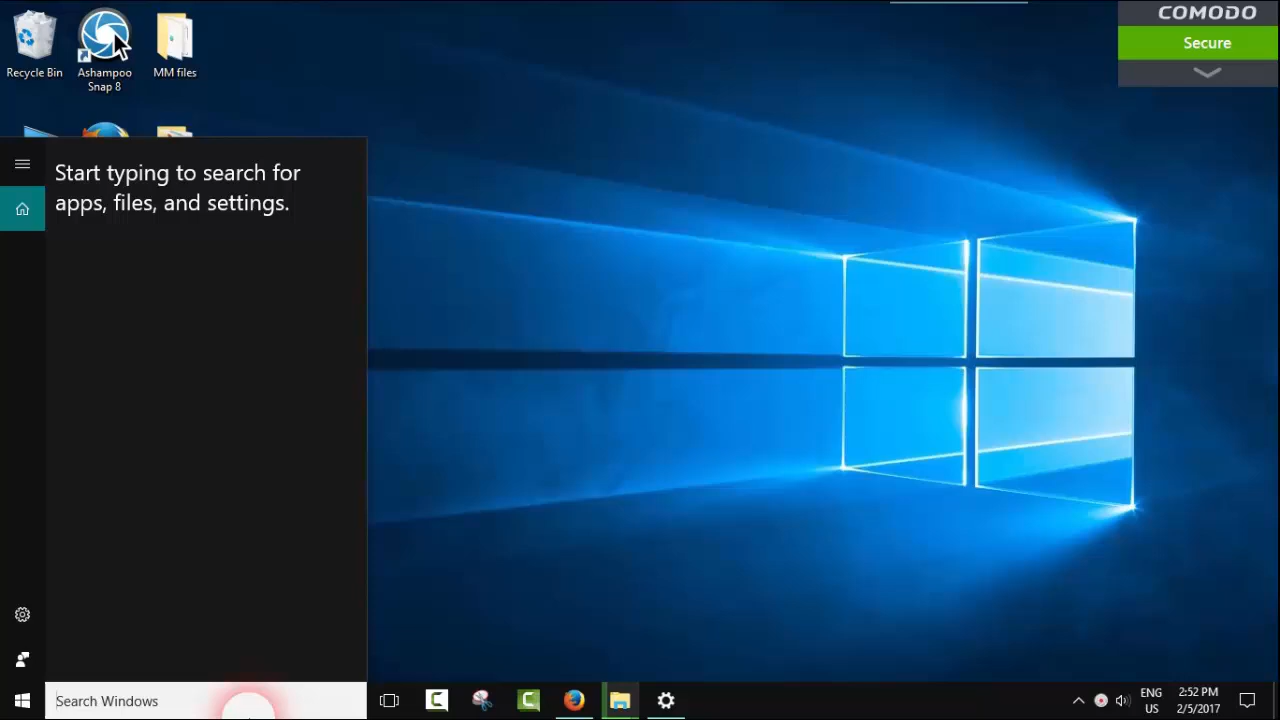 COMODO
Secure
Recycle Bin
Ashampoo
Snap 8
MM files
Start typing to search for
apps, files, and settings.
Search Windows
ENG
US
2:52 PM
2/5/2017